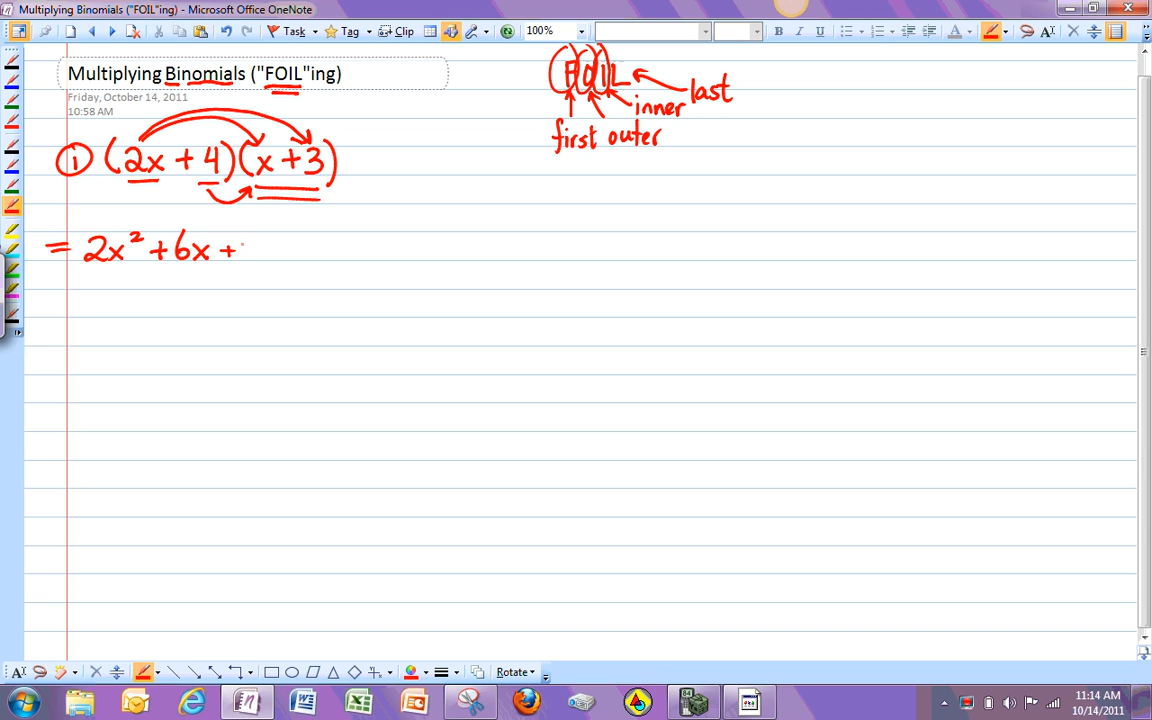 Multiplying Binomials ("FOIL"ing) - Microsoft Office OneNote
Task Tag Clip 100% B I U A A
Multiplying Binomials ("FOIL"ing)
Friday, October 14, 2011
10:58 AM
FOIL
last
inner
first outer
① (2x + 4)(x + 3)
= 2x² + 6x +
A Rotate
11:14 AM
10/14/2011